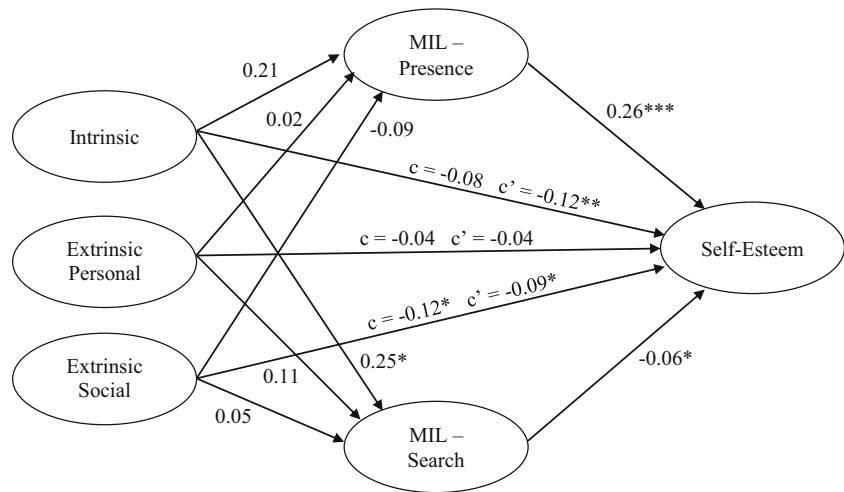 MIL –
Presence
0.21
Intrinsic
0.02
-0.09
0.26***
c = -0.08 c’ = -0.12**
Extrinsic
Personal
c = -0.04 c’ = -0.04
Self-Esteem
c = -0.12* c’ = -0.09*
Extrinsic
Social
0.11
0.25*
-0.06*
0.05
MIL –
Search